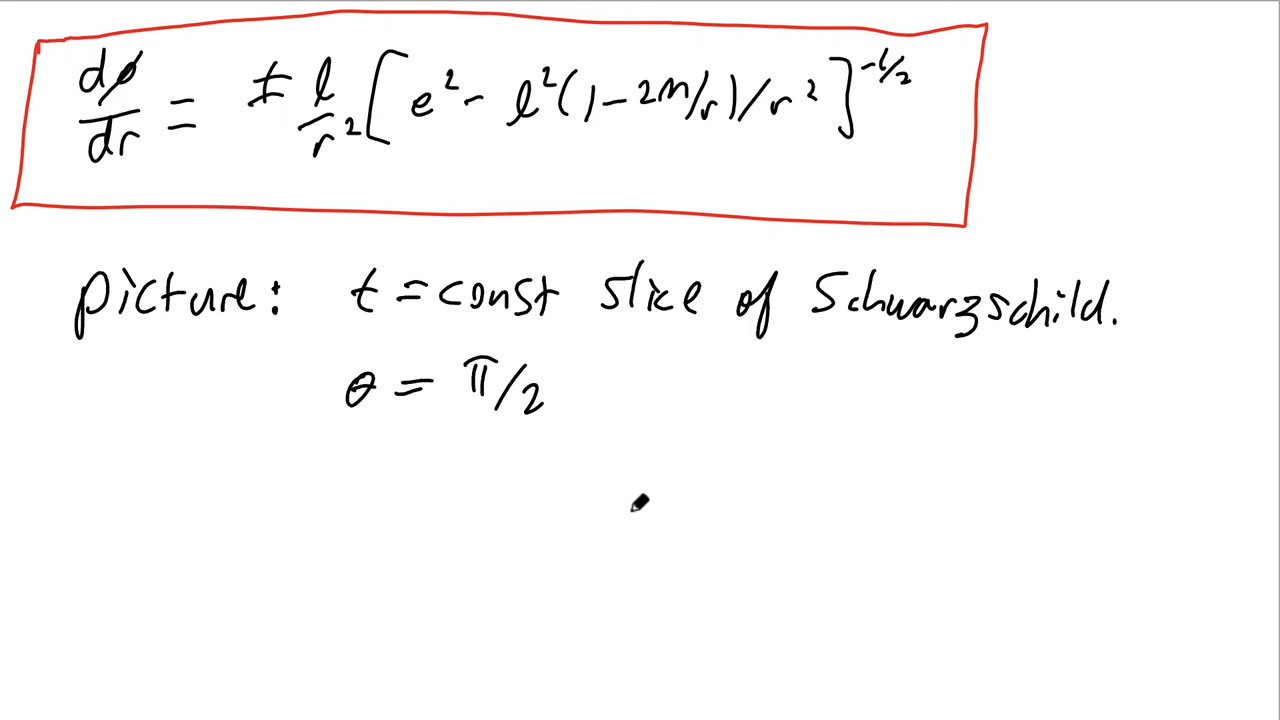 dφ/dr = ± l/r² [e² - l²(1-2M/r)/r²]^-1/2
picture: t = const slice of Schwarzschild.
θ = π/2